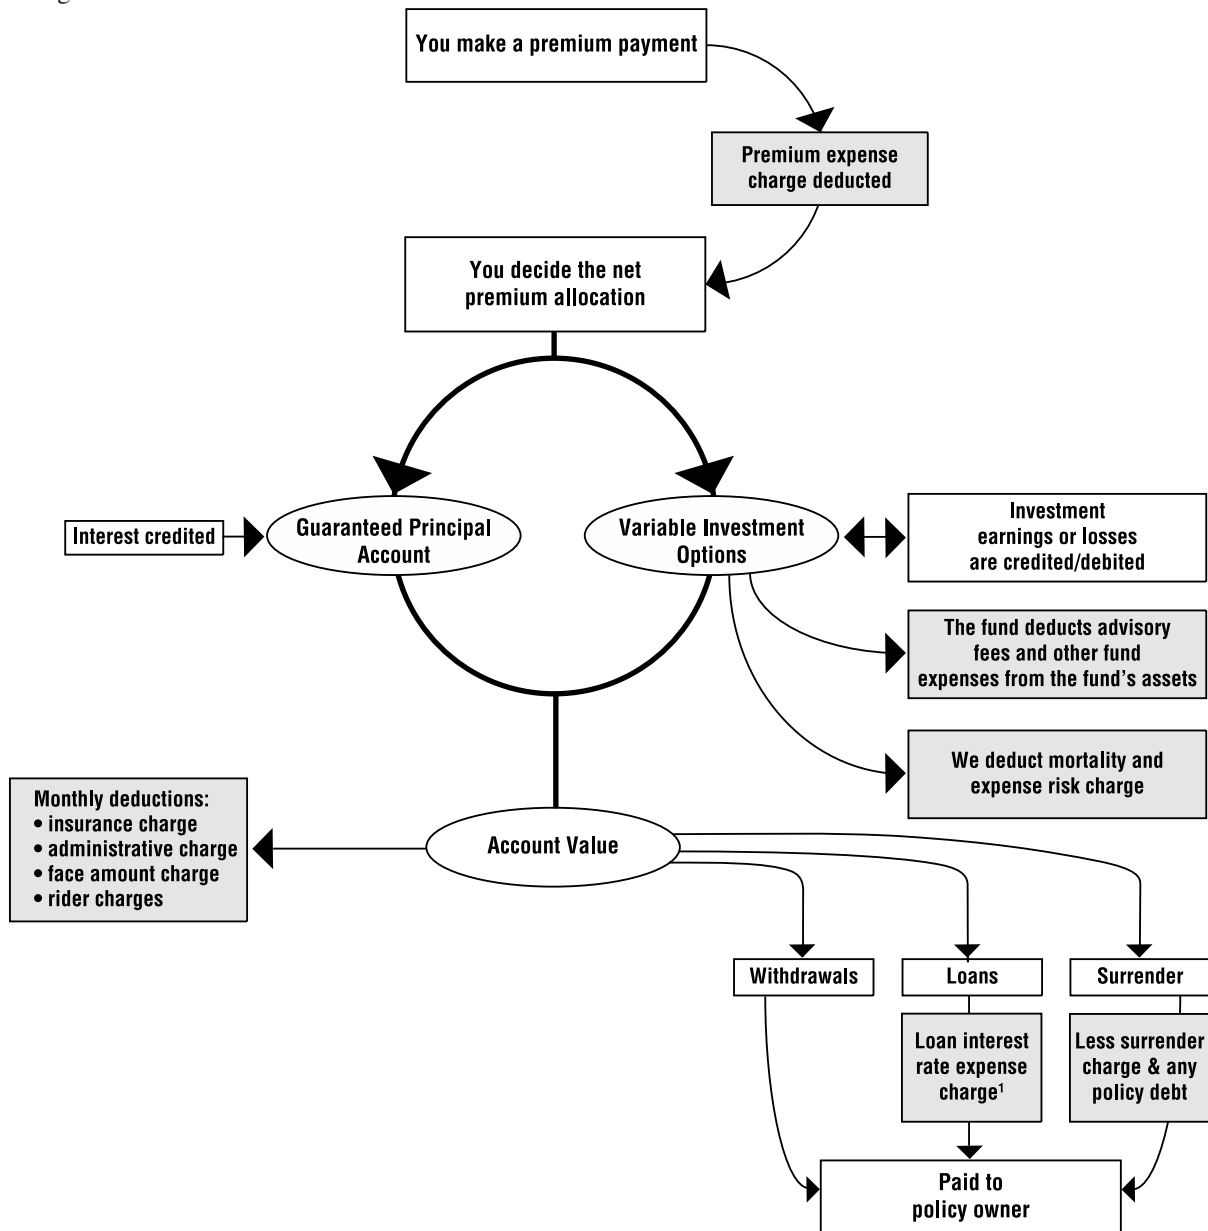 You make a premium payment
Premium expense
charge deducted
You decide the net
premium allocation
Interest credited
Guaranteed Principal
Account
Variable Investment
Options
Investment
earnings or losses
are credited/debited
The fund deducts advisory
fees and other fund
expenses from the fund's assets
We deduct mortality and
expense risk charge
Monthly deductions:
• insurance charge
• administrative charge
• face amount charge
• rider charges
Account Value
Withdrawals
Loans
Surrender
Loan interest
rate expense
charge¹
Less surrender
charge & any
policy debt
Paid to
policy owner